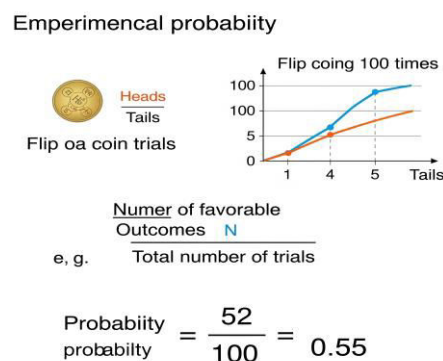 Emperimencal probabiity
Heads
Tails
Flip oa coin trials
Flip coing 100 times
100
100
5
0
1 4 5 Tails
Numer of favorable
Outcomes N
e, g. Total number of trials
Probabiity = 52 = 0.55
probabilty 100